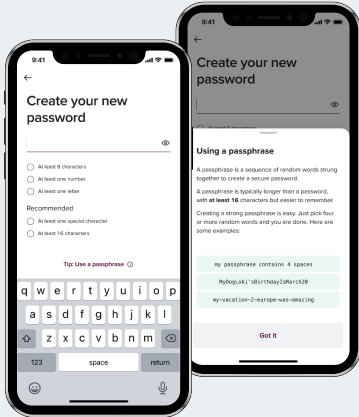 9:41
Create your new
password
At least 8 characters
At least one number
At least one letter
Recommended
At least one special character
At least 16 characters
Tip: Use a passphrase
q w e r t y u i o p
a s d f g h j k l
z x c v b n m
123 space return
9:41
Create your new
password
At least 8 characters
Using a passphrase
A passphrase is a sequence of random words strung
together to create a secure password.
A passphrase is typically longer than a password,
with at least 16 characters but easier to remember.
Creating a strong passphrase is easy. Just pick four
or more random words and you are done. Here are
some examples:
my passphrase contains 4 spaces
MyDogLoki'sBirthdayIsMarch20
my-vacation-2-europe-was-amazing
Got it